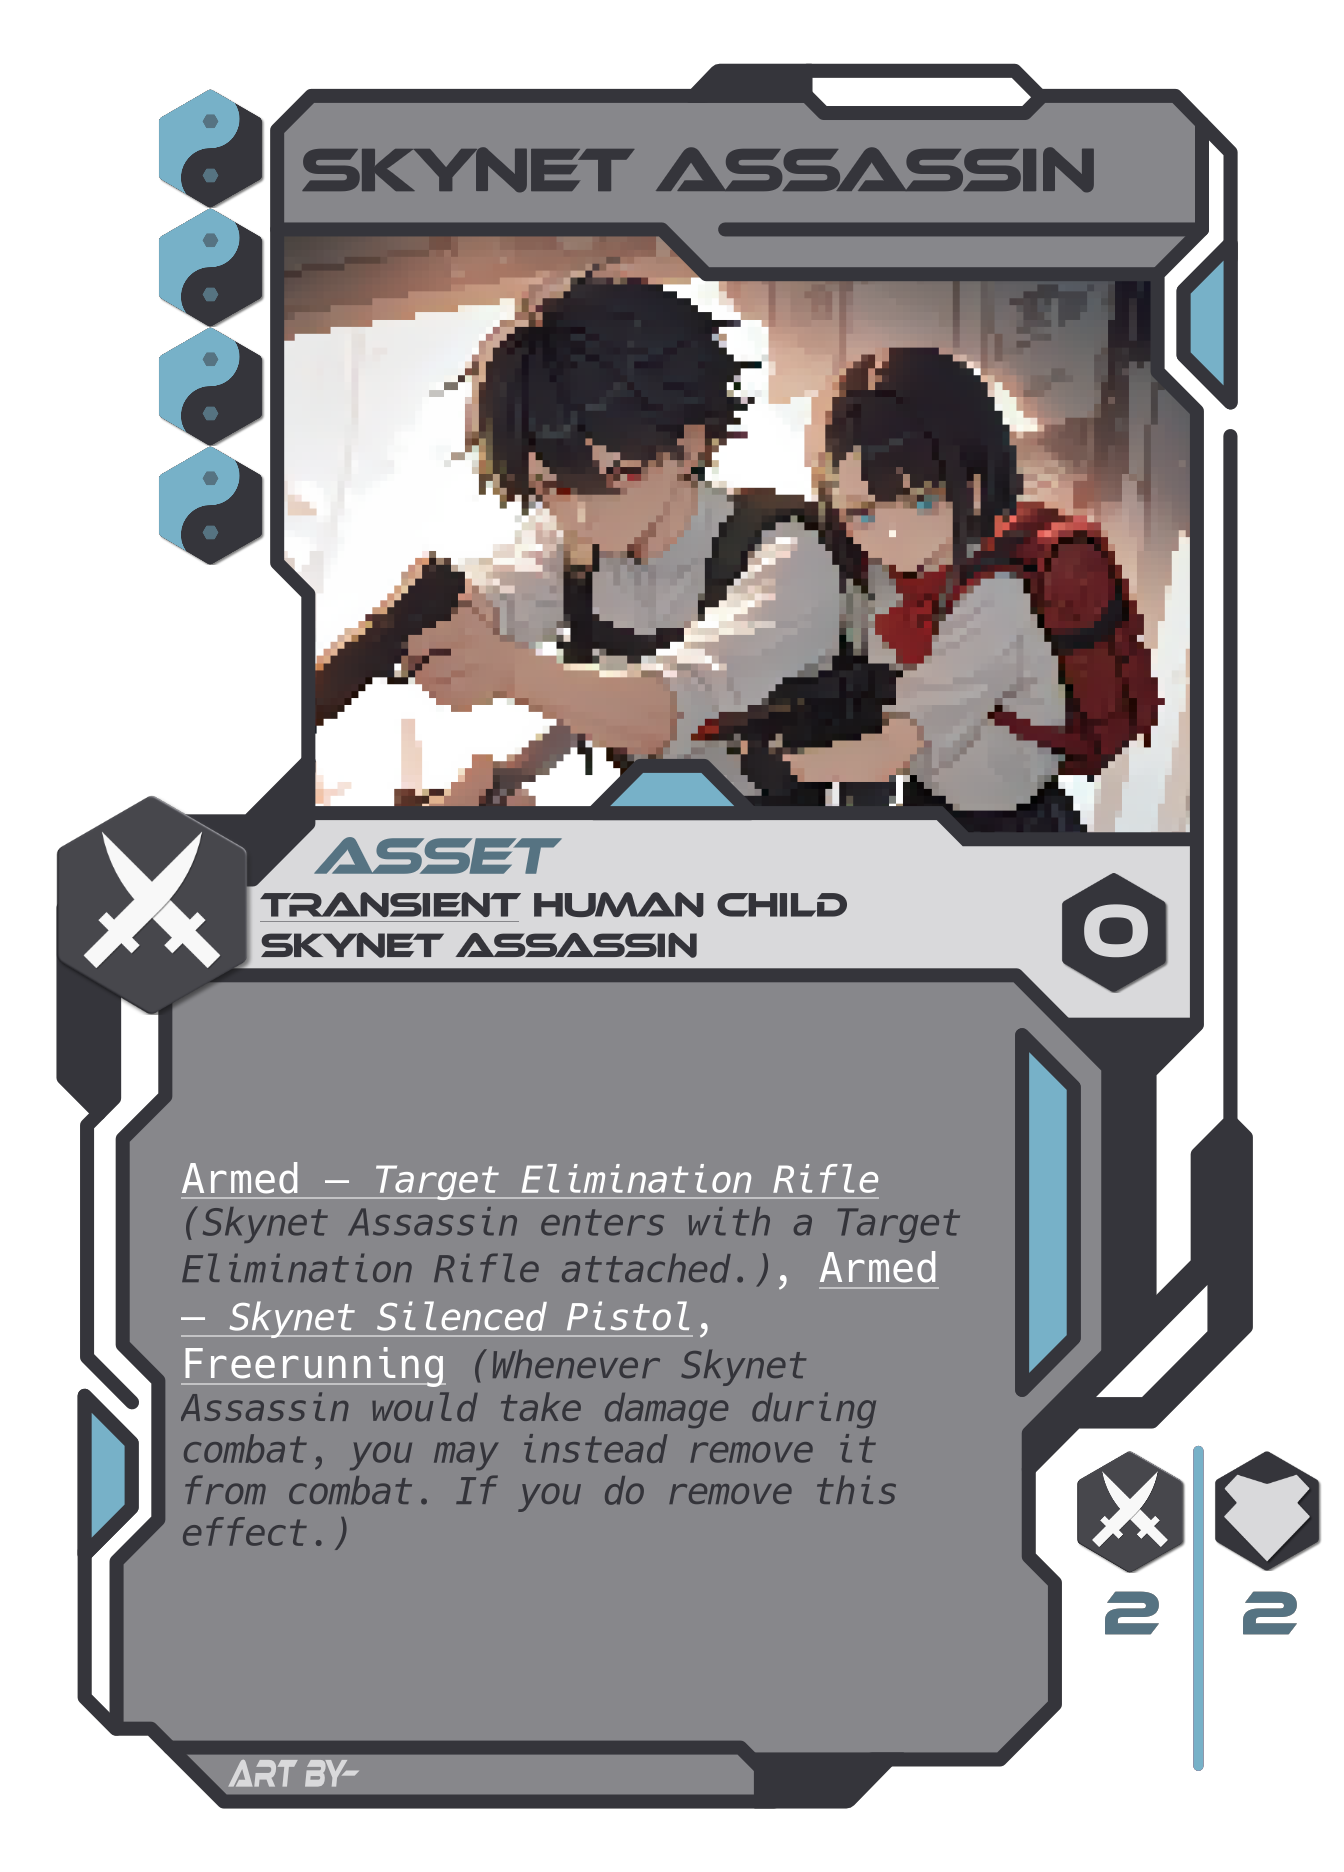 SKYNET ASSASSIN
ASSET
TRANSIENT HUMAN CHILD
SKYNET ASSASSIN
0
Armed – Target Elimination Rifle
(Skynet Assassin enters with a Target
Elimination Rifle attached.), Armed
– Skynet Silenced Pistol,
Freerunning (Whenever Skynet
Assassin would take damage during
combat, you may instead remove it
from combat. If you do remove this
effect.)
2 2
ART BY-